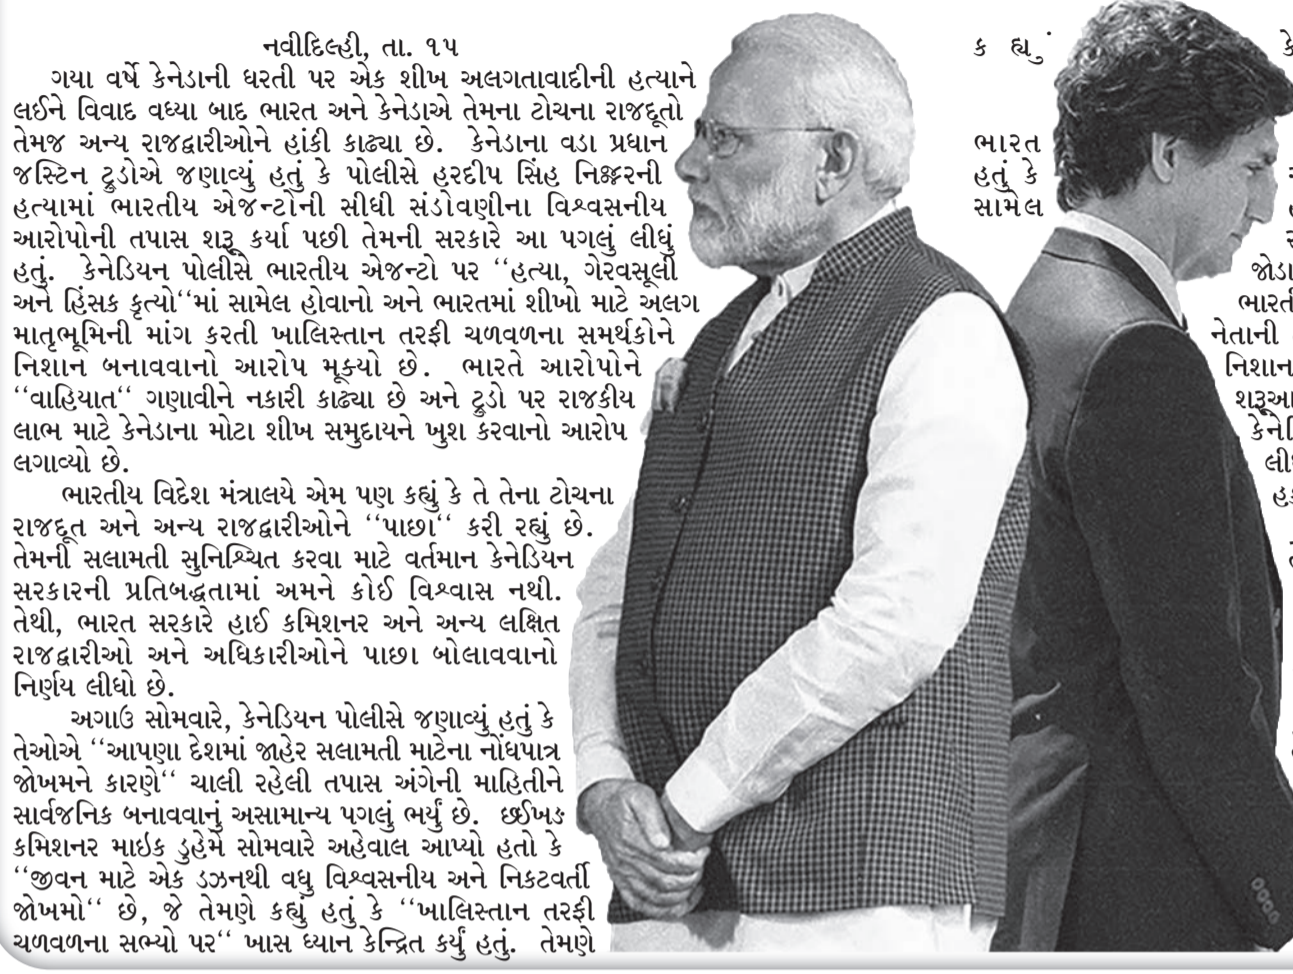 નવીદિલ્હી, તા. ૧૫
ગયા વર્ષે કેનેડાની ધરતી પર એક શીખ અલગતાવાદીની હત્યાને
લઈને વિવાદ વધ્યા બાદ ભારત અને કેનેડાએ તેમના ટોચના રાજદૂતો
તેમજ અન્ય રાજદ્વારીઓને હાંકી કાઢ્યા છે. કેનેડાના વડા પ્રધાન
જસ્ટિન ટ્રુડોએ જણાવ્યું હતું કે પોલીસે હરદીપ સિંહ નિજ્જરની
હત્યામાં ભારતીય એજન્ટોની સીધી સંડોવણીના વિશ્વસનીય
આરોપોની તપાસ શરૂ કર્યા પછી તેમની સરકારે આ પગલું લીધું
હતું. કેનેડિયન પોલીસે ભારતીય એજન્ટો પર “હત્યા, ગેરવસૂલી
અને હિંસક કૃત્યો“માં સામેલ હોવાનો અને ભારતમાં શીખો માટે અલગ
માતૃભૂમિની માંગ કરતી ખાલિસ્તાન તરફી ચળવળના સમર્થકોને
નિશાન બનાવવાનો આરોપ મૂક્યો છે. ભારતે આરોપોને
“વાહિયાત“ ગણાવીને નકારી કાઢ્યા છે અને ટ્રુડો પર રાજકીય
લાભ માટે કેનેડાના મોટા શીખ સમુદાયને ખુશ કરવાનો આરોપ
લગાવ્યો છે.
ભારતીય વિદેશ મંત્રાલયે એમ પણ કહ્યું કે તે તેના ટોચના
રાજદૂત અને અન્ય રાજદ્વારીઓને “પાછા“ કરી રહ્યું છે.
તેમની સલામતી સુનિશ્ચિત કરવા માટે વર્તમાન કેનેડિયન
સરકારની પ્રતિબદ્ધતામાં અમને કોઈ વિશ્વાસ નથી.
તેથી, ભારત સરકારે હાઈ કમિશનર અને અન્ય લક્ષિત
રાજદ્વારીઓ અને અધિકારીઓને પાછા બોલાવવાનો
નિર્ણય લીધો છે.
અગાઉ સોમવારે, કેનેડિયન પોલીસે જણાવ્યું હતું કે
તેઓએ “આપણા દેશમાં જાહેર સલામતી માટેના નોંધપાત્ર
જોખમને કારણે“ ચાલી રહેલી તપાસ અંગેની માહિતીને
સાર્વજનિક બનાવવાનું અસામાન્ય પગલું ભર્યું છે.
કમિશનર માઇક ડુહેમે સોમવારે અહેવાલ આપ્યો હતો કે
“જીવન માટે એક ડઝનથી વધુ વિશ્વસનીય અને નિકટવર્તી
જોખમો“ છે, જે તેમણે કહ્યું હતું કે “ખાલિસ્તાન તરફી
ચળવળના સભ્યો પર“ ખાસ ધ્યાન કેન્દ્રિત કર્યું હતું. તેમણે
ક હ્યું
ભારત
હતું કે
સામેલ
જોડા
ભારતી
નેતાની
નિશાન
શરૂઆ
કેનેડિ
લીધ